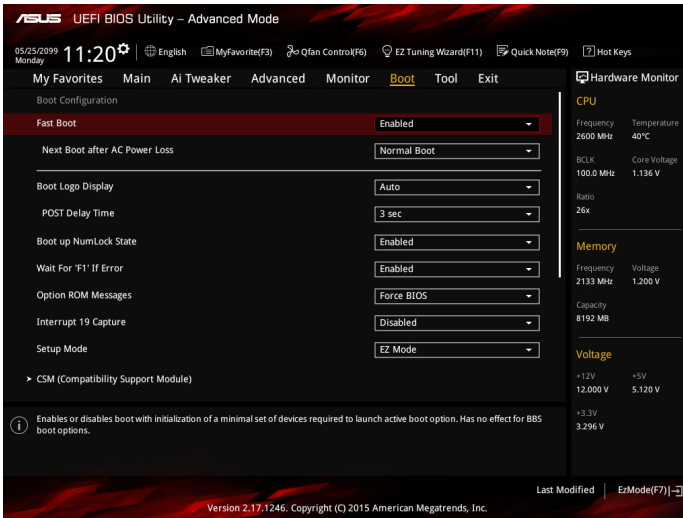 ASUS UEFI BIOS Utility – Advanced Mode
05/25/2099 Monday 11:20 English MyFavorite(F3) Qfan Control(F6) EZ Tuning Wizard(F11) Quick Note(F9) ? Hot Keys
My Favorites Main Ai Tweaker Advanced Monitor Boot Tool Exit
Boot Configuration
Fast Boot Enabled
Next Boot after AC Power Loss Normal Boot
Boot Logo Display Auto
POST Delay Time 3 sec
Boot up NumLock State Enabled
Wait For 'F1' If Error Enabled
Option ROM Messages Force BIOS
Interrupt 19 Capture Disabled
Setup Mode EZ Mode
> CSM (Compatibility Support Module)
i Enables or disables boot with initialization of a minimal set of devices required to launch active boot option. Has no effect for BBS
boot options.
Hardware Monitor
CPU
Frequency Temperature
2600 MHz 40°C
BCLK Core Voltage
100.0 MHz 1.136 V
Ratio
26x
Memory
Frequency Voltage
2133 MHz 1.200 V
Capacity
8192 MB
Voltage
+12V +5V
12.000 V 5.120 V
+3.3V
3.296 V
Last Modified EzMode(F7)
Version 2.17.1246. Copyright (C) 2015 American Megatrends, Inc.